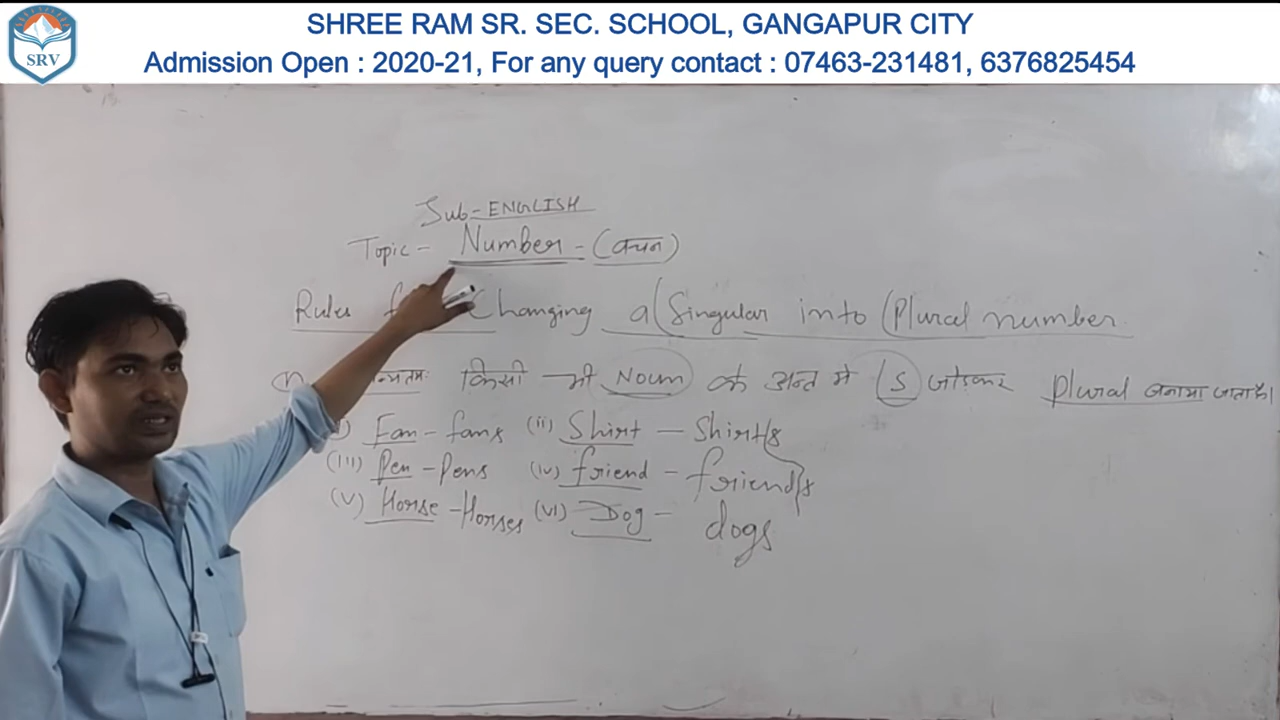 SHREE RAM SR. SEC. SCHOOL, GANGAPUR CITY
Admission Open : 2020-21, For any query contact : 07463-231481, 6376825454
SRV
Sub-ENGLISH
Topic- Number-(वचन)
Rules Changing a (Singular into (Plural number.
किसी भी Noun के अन्त मे S जोडकर Plural बनाया जाता है।
Fan-fans (ii) Shirt - Shirts
(III) Pen-Pens (iv) friend - friends
(V) Horse-Horses (VI) Dog- dogs